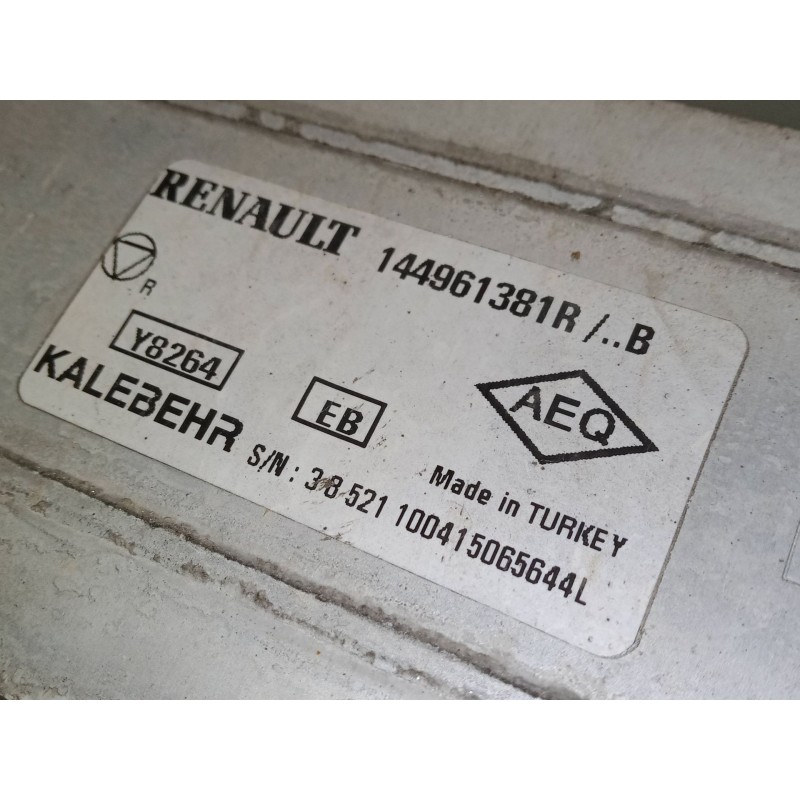 RENAULT 144961381R /..B
R
Y8264
EB
AEQ
KALEBEHR
Made in TURKEY
S/N : 38 521 100415065644L